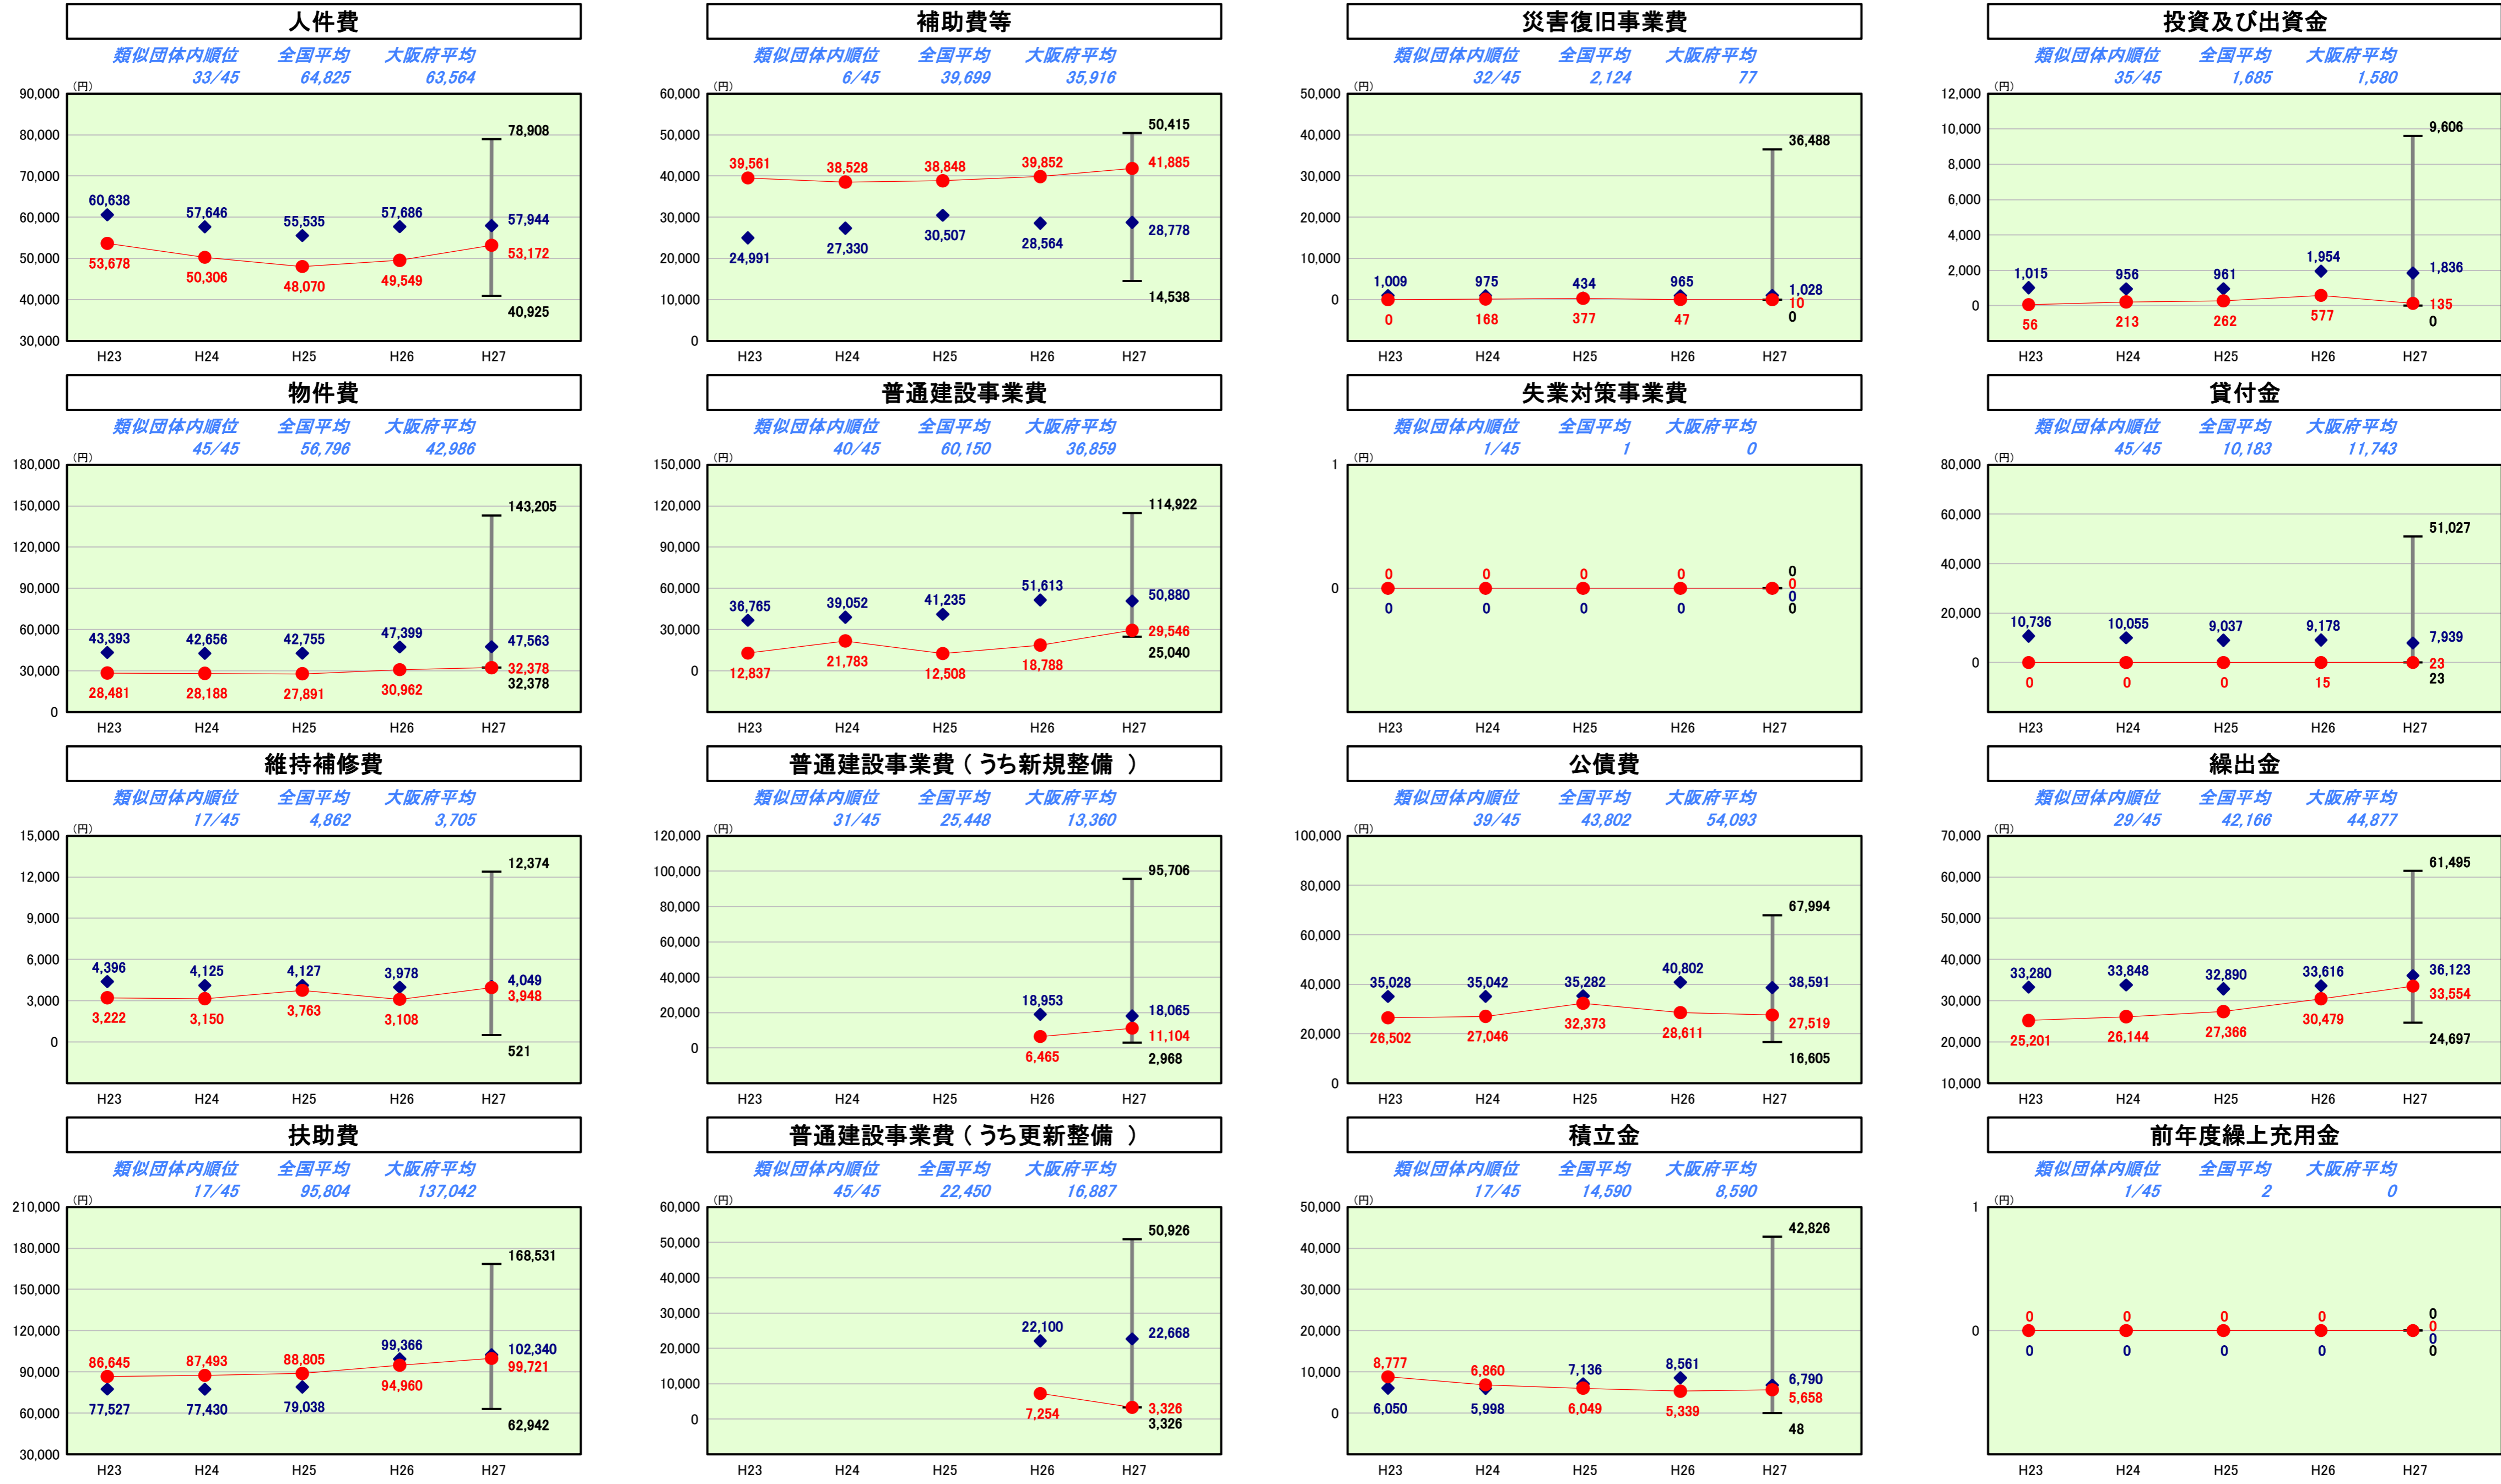 人件費
類似団体内順位 全国平均 大阪府平均
33/45 64,825 63,564
(円)
90,000
80,000
70,000
60,000
50,000
40,000
30,000
78,908
60,638 57,646 55,535 57,686 57,944
53,678 50,306 48,070 49,549 53,172
40,925
H23 H24 H25 H26 H27
補助費等
類似団体内順位 全国平均 大阪府平均
6/45 39,699 35,916
(円)
60,000
50,000
40,000
30,000
20,000
10,000
0
50,415
39,561 38,528 38,848 39,852 41,885
24,991 27,330 30,507 28,564 28,778
14,538
H23 H24 H25 H26 H27
災害復旧事業費
類似団体内順位 全国平均 大阪府平均
32/45 2,124 77
(円)
50,000
40,000
30,000
20,000
10,000
0
36,488
1,009 975 434 965 1,028
0 168 377 47 10
0
H23 H24 H25 H26 H27
投資及び出資金
類似団体内順位 全国平均 大阪府平均
35/45 1,685 1,580
(円)
12,000
10,000
8,000
6,000
4,000
2,000
0
9,606
1,015 956 961 1,954 1,836
56 213 262 577 135
0
H23 H24 H25 H26 H27
物件費
類似団体内順位 全国平均 大阪府平均
45/45 56,796 42,986
(円)
180,000
150,000
120,000
90,000
60,000
30,000
0
143,205
43,393 42,656 42,755 47,399 47,563
28,481 28,188 27,891 30,962 32,378
32,378
H23 H24 H25 H26 H27
普通建設事業費
類似団体内順位 全国平均 大阪府平均
40/45 60,150 36,859
(円)
150,000
120,000
90,000
60,000
30,000
0
114,922
36,765 39,052 41,235 51,613 50,880
12,837 21,783 12,508 18,788 29,546
25,040
H23 H24 H25 H26 H27
失業対策事業費
類似団体内順位 全国平均 大阪府平均
1/45 1 0
(円)
1
0
0
0 0 0 0 0
0 0 0 0 0
0
H23 H24 H25 H26 H27
貸付金
類似団体内順位 全国平均 大阪府平均
45/45 10,183 11,743
(円)
80,000
60,000
40,000
20,000
0
51,027
10,736 10,055 9,037 9,178 7,939
0 0 0 15 23
23
H23 H24 H25 H26 H27
維持補修費
類似団体内順位 全国平均 大阪府平均
17/45 4,862 3,705
(円)
15,000
12,000
9,000
6,000
3,000
0
12,374
4,396 4,125 4,127 3,978 4,049
3,222 3,150 3,763 3,108 3,948
521
H23 H24 H25 H26 H27
普通建設事業費(うち新規整備 )
類似団体内順位 全国平均 大阪府平均
31/45 25,448 13,360
(円)
120,000
100,000
80,000
60,000
40,000
20,000
0
95,706
18,953 18,065
6,465 11,104
2,968
H23 H24 H25 H26 H27
公債費
類似団体内順位 全国平均 大阪府平均
39/45 43,802 54,093
(円)
100,000
80,000
60,000
40,000
20,000
0
67,994
35,028 35,042 35,282 40,802 38,591
26,502 27,046 32,373 28,611 27,519
16,605
H23 H24 H25 H26 H27
繰出金
類似団体内順位 全国平均 大阪府平均
29/45 42,166 44,877
(円)
70,000
60,000
50,000
40,000
30,000
20,000
10,000
61,495
33,280 33,848 32,890 33,616 36,123
25,201 26,144 27,366 30,479 33,554
24,697
H23 H24 H25 H26 H27
扶助費
類似団体内順位 全国平均 大阪府平均
17/45 95,804 137,042
(円)
210,000
180,000
150,000
120,000
90,000
60,000
30,000
168,531
86,645 87,493 88,805 99,366 102,340
77,527 77,430 79,038 94,960 99,721
62,942
H23 H24 H25 H26 H27
普通建設事業費(うち更新整備 )
類似団体内順位 全国平均 大阪府平均
45/45 22,450 16,887
(円)
60,000
50,000
40,000
30,000
20,000
10,000
0
50,926
22,100 22,668
7,254 3,326
3,326
H23 H24 H25 H26 H27
積立金
類似団体内順位 全国平均 大阪府平均
17/45 14,590 8,590
(円)
50,000
40,000
30,000
20,000
10,000
0
42,826
8,777 6,860 7,136 8,561 6,790
6,050 5,998 6,049 5,339 5,658
48
H23 H24 H25 H26 H27
前年度繰上充用金
類似団体内順位 全国平均 大阪府平均
1/45 2 0
(円)
1
0
0
0 0 0 0 0
0 0 0 0 0
0
H23 H24 H25 H26 H27